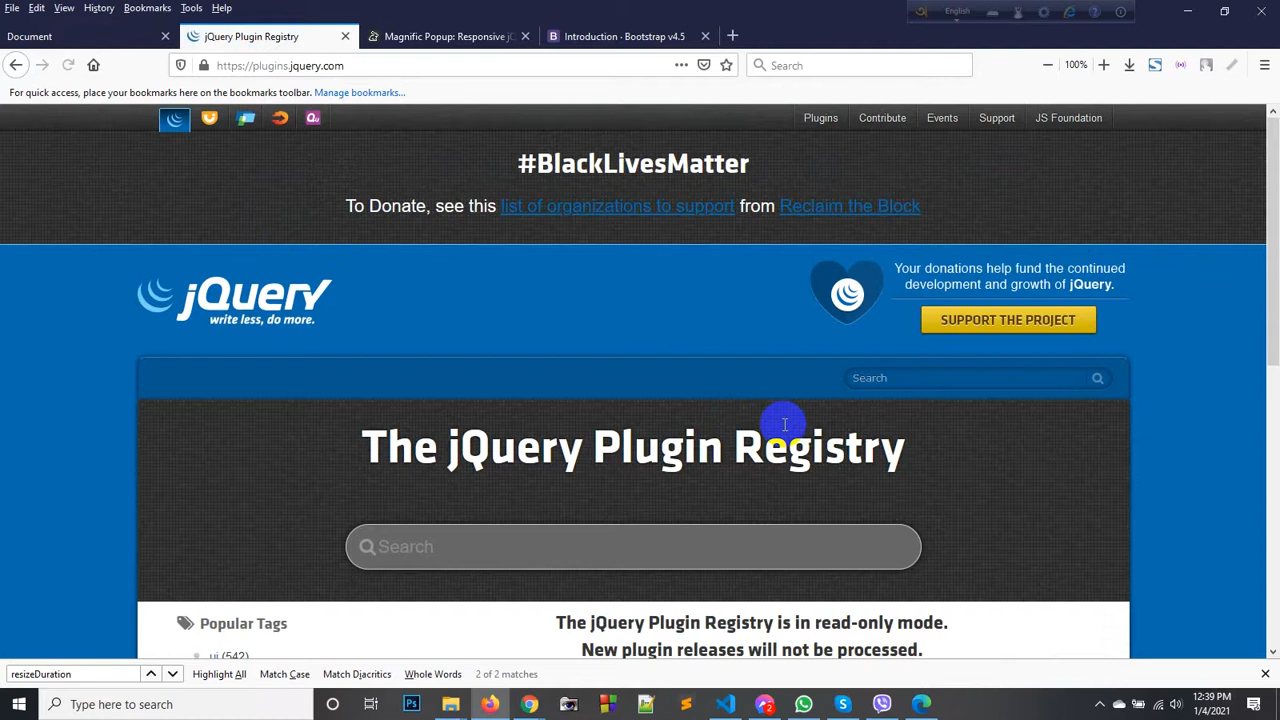 File Edit View History Bookmarks Tools Help
English
Document
jQuery Plugin Registry
Magnific Popup: Responsive jQ
Introduction · Bootstrap v4.5
https://plugins.jquery.com
100%
Search
For quick access, place your bookmarks here on the bookmarks toolbar. Manage bookmarks...
Plugins Contribute Events Support JS Foundation
#BlackLivesMatter
To Donate, see this list of organizations to support from Reclaim the Block
jQuery
write less, do more.
Your donations help fund the continued
development and growth of jQuery.
SUPPORT THE PROJECT
Search
The jQuery Plugin Registry
Search
Popular Tags
ui (542)
The jQuery Plugin Registry is in read-only mode.
New plugin releases will not be processed.
resizeDuration
Highlight All Match Case Match Diacritics Whole Words 2 of 2 matches
Type here to search
12:39 PM
1/4/2021